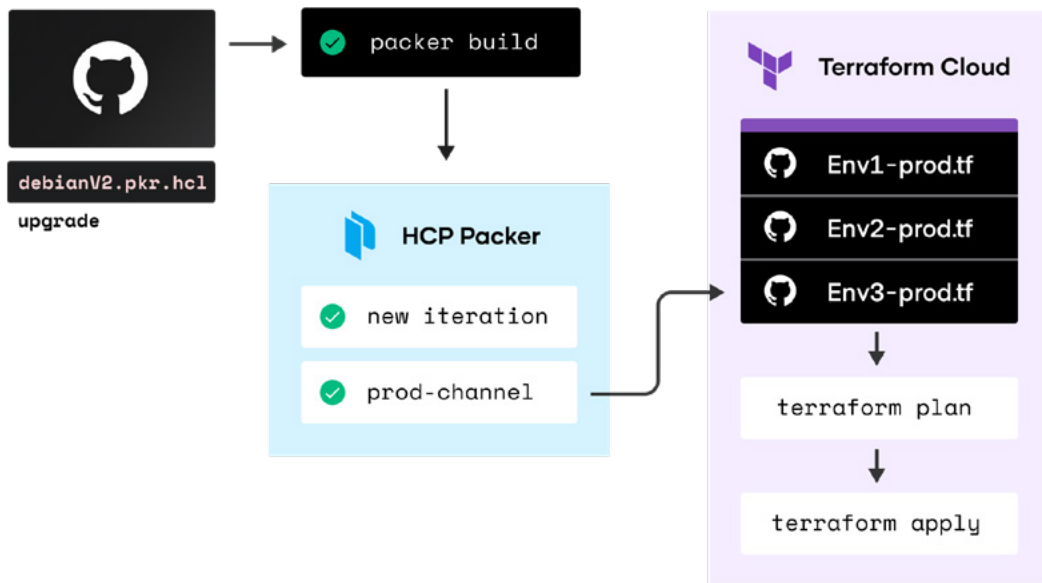 debianV2.pkr.hcl
upgrade
packer build
HCP Packer
new iteration
prod-channel
Terraform Cloud
Env1-prod.tf
Env2-prod.tf
Env3-prod.tf
terraform plan
terraform apply